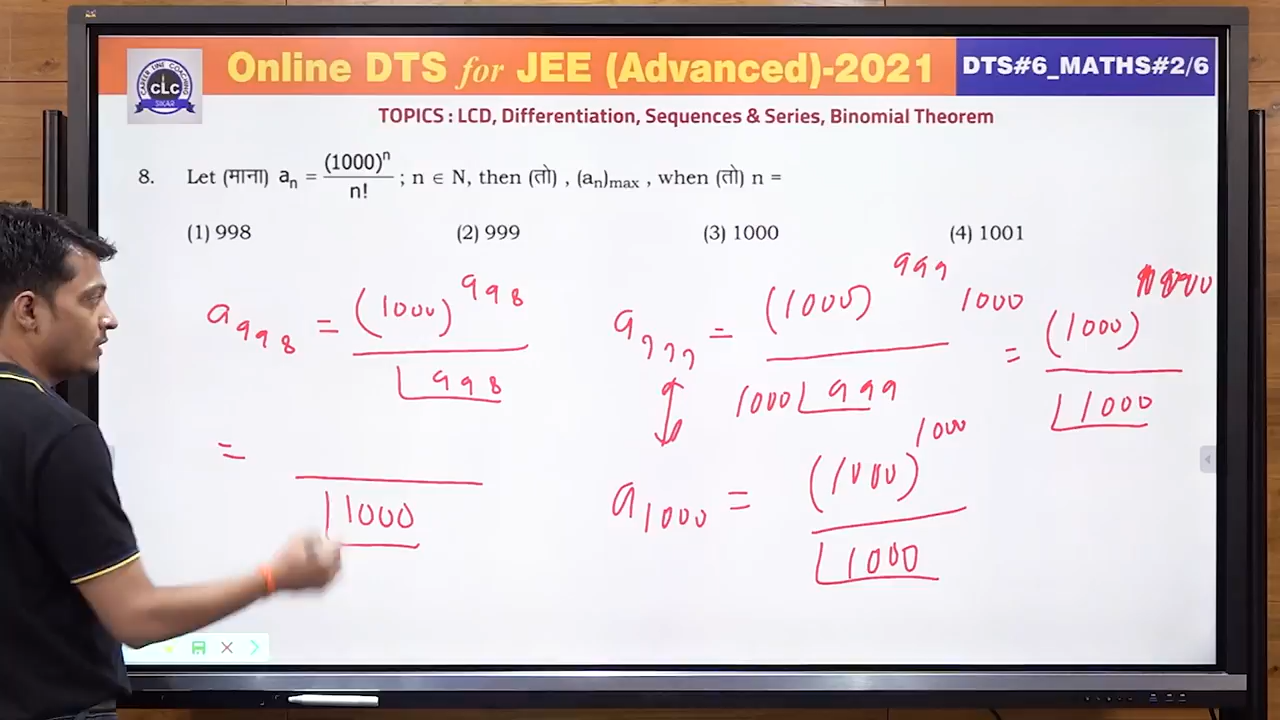 Online DTS for JEE (Advanced)-2021
DTS#6_MATHS#2/6
CAREER LINE COACHING
CLC
SIKAR
TOPICS : LCD, Differentiation, Sequences & Series, Binomial Theorem
8. Let (माना) aₙ = (1000)ⁿ / n! ; n ∈ N, then (तो) , (aₙ)max , when (तो) n =
(1) 998 (2) 999 (3) 1000 (4) 1001
a₉₉₈ = (1000)^998 / |998
a₉₉₉ = (1000)^999 1000 / 1000 |999 = (1000) / |1000
= / |1000
a₁₀₀₀ = (1000)^1000 / |1000